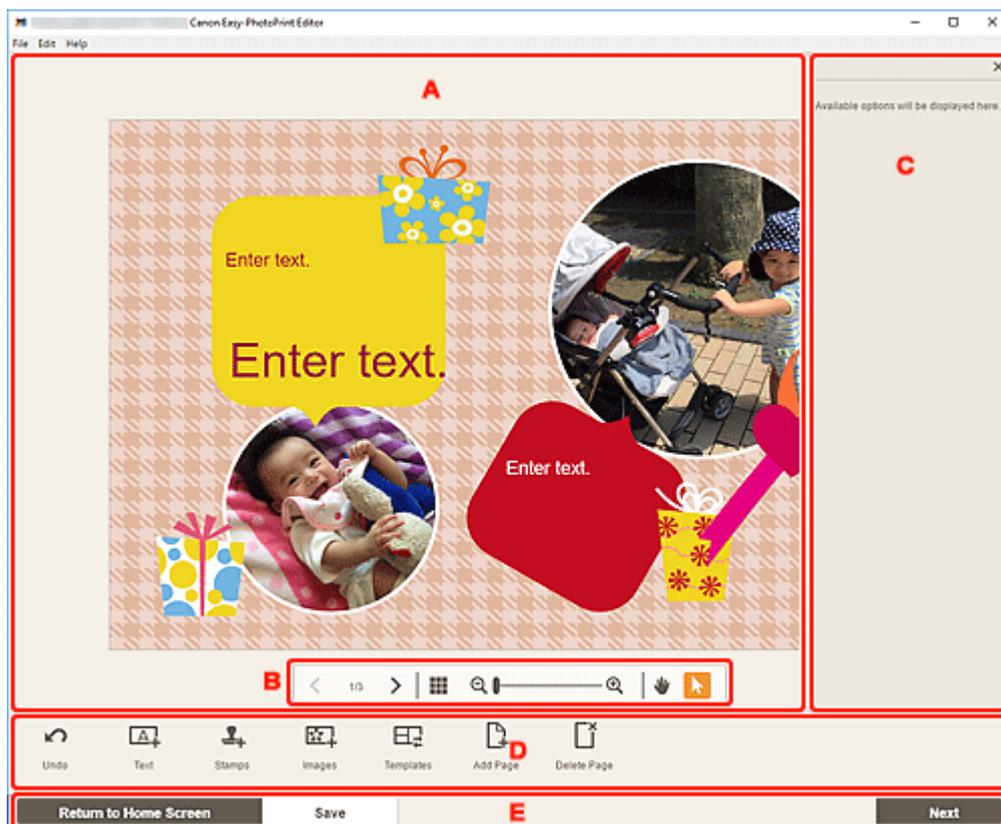 Canon Easy-PhotoPrint Editor
File Edit Help
A
Available options will be displayed here.
C
Enter text.
Enter text.
Enter text.
B
1/3
A
Undo
Text
Stamps
Images
Templates
Add Page
Delete Page
D
Return to Home Screen
Save
E
Next